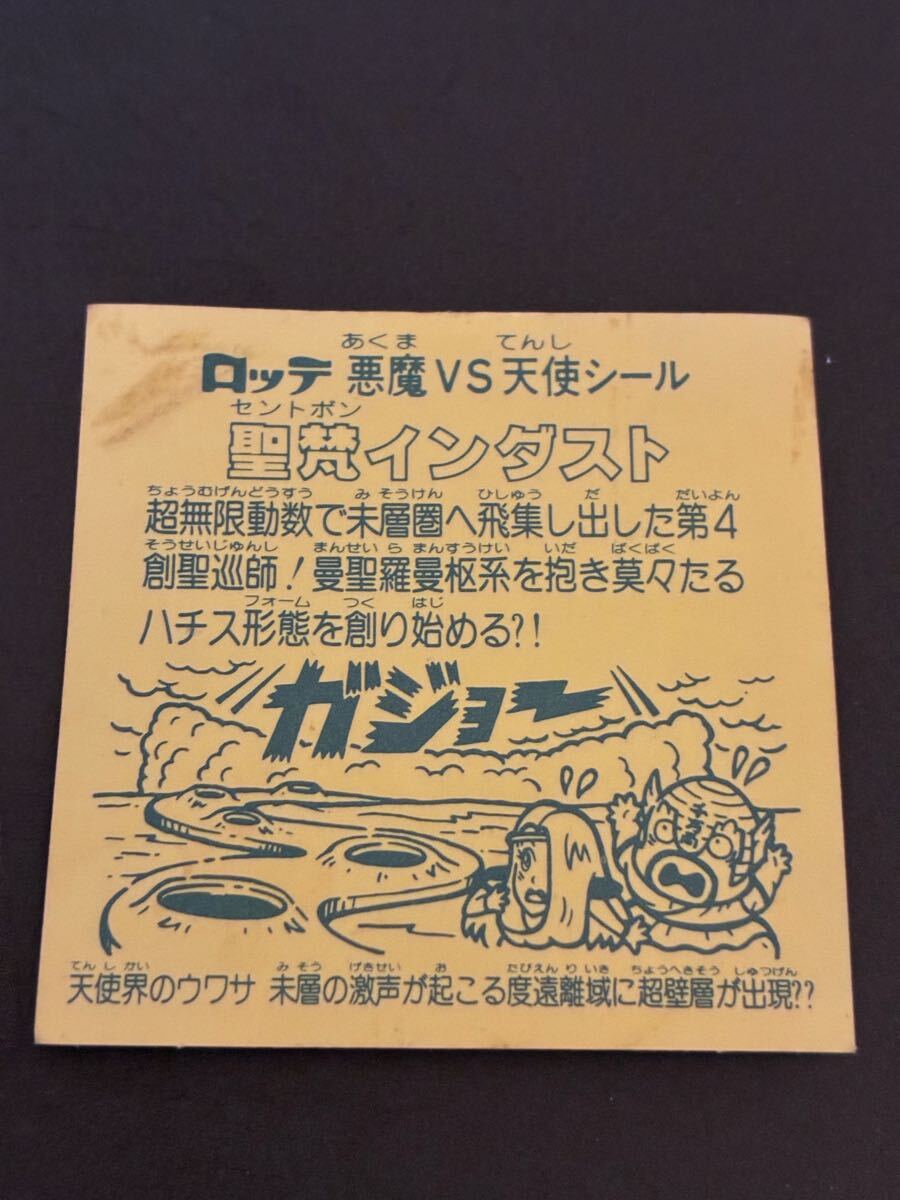 あくま てんし
ロッテ 悪魔VS天使シール
セントボン
聖梵インダスト
ちょうむげんどうすう みそうけん ひしゅう だ だいよん
超無限動数で未層圏へ飛集し出した第4
そうせいじゅんし まんせいらまんすうけい いだ ばくばく
創聖巡師!曼聖羅曼枢系を抱き莫々たる
フォーム つく はじ
ハチス形態を創り始める?!
ガジョー
てんしかい みそう げきせい お たびえんりいき ちょうへきそう しゅつげん
天使界のウワサ 未層の激声が起こる度遠離域に超壁層が出現??